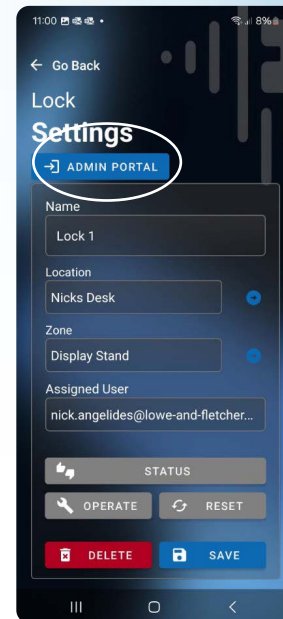 11:00
8%
Go Back
Lock
Settings
ADMIN PORTAL
Name
Lock 1
Location
Nicks Desk
Zone
Display Stand
Assigned User
nick.angelides@lowe-and-fletcher...
STATUS
OPERATE RESET
DELETE SAVE